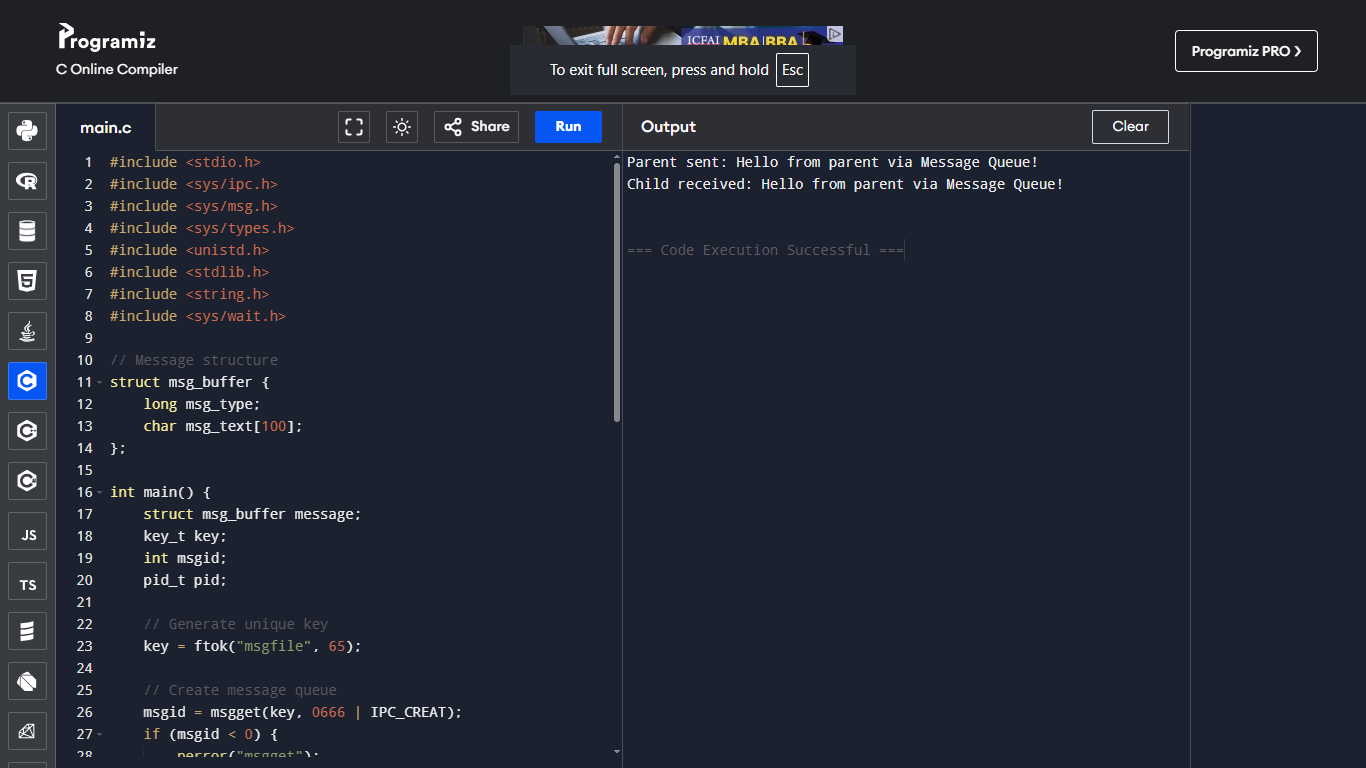 Programiz
C Online Compiler
ICFAI MBA|BBA
To exit full screen, press and hold Esc
Programiz PRO ❯
main.c
Share
Run
Output
Clear
1 #include <stdio.h>
2 #include <sys/ipc.h>
3 #include <sys/msg.h>
4 #include <sys/types.h>
5 #include <unistd.h>
6 #include <stdlib.h>
7 #include <string.h>
8 #include <sys/wait.h>
9
10 // Message structure
11 struct msg_buffer {
12     long msg_type;
13     char msg_text[100];
14 };
15
16 int main() {
17     struct msg_buffer message;
18     key_t key;
19     int msgid;
20     pid_t pid;
21
22     // Generate unique key
23     key = ftok("msgfile", 65);
24
25     // Create message queue
26     msgid = msgget(key, 0666 | IPC_CREAT);
27     if (msgid < 0) {
28         perror("msgget");
Parent sent: Hello from parent via Message Queue!
Child received: Hello from parent via Message Queue!
=== Code Execution Successful ===
JS
TS